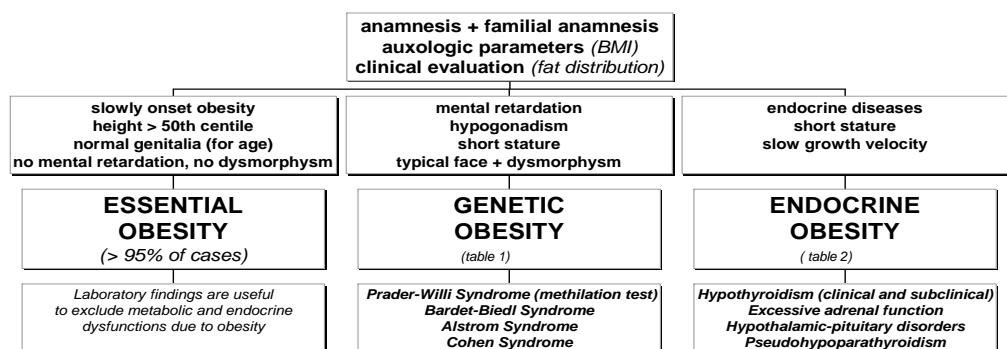 anamnesis + familial anamnesis
auxologic parameters (BMI)
clinical evaluation (fat distribution)
slowly onset obesity
height > 50th centile
normal genitalia (for age)
no mental retardation, no dysmorphysm
mental retardation
hypogonadism
short stature
typical face + dysmorphysm
endocrine diseases
short stature
slow growth velocity
ESSENTIAL
OBESITY
(> 95% of cases)
GENETIC
OBESITY
(table 1)
ENDOCRINE
OBESITY
( table 2)
Laboratory findings are useful
to exclude metabolic and endocrine
dysfunctions due to obesity
Prader-Willi Syndrome (methilation test)
Bardet-Biedl Syndrome
Alstrom Syndrome
Cohen Syndrome
Hypothyroidism (clinical and subclinical)
Excessive adrenal function
Hypothalamic-pituitary disorders
Pseudohypoparathyroidism